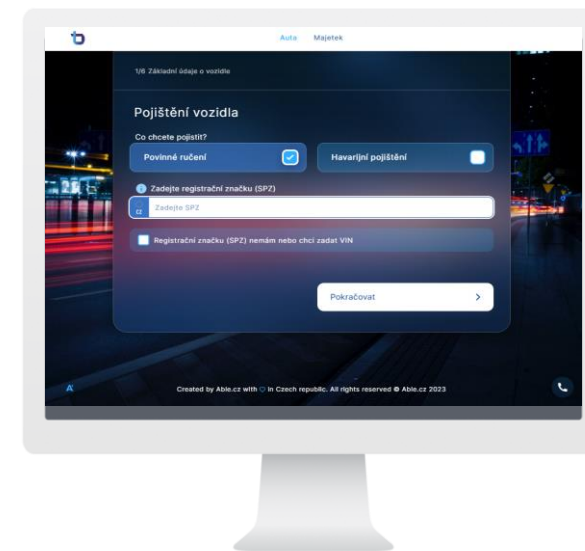 Auta Majetek
1/6 Základní údaje o vozidle
Pojištění vozidla
Co chcete pojistit?
Povinné ručení Havarijní pojištění
Zadejte registrační značku (SPZ)
CZ Zadejte SPZ
Registrační značku (SPZ) nemám nebo chci zadat VIN
Pokračovat
Created by Able.cz with in Czech republic. All rights reserved © Able.cz 2023